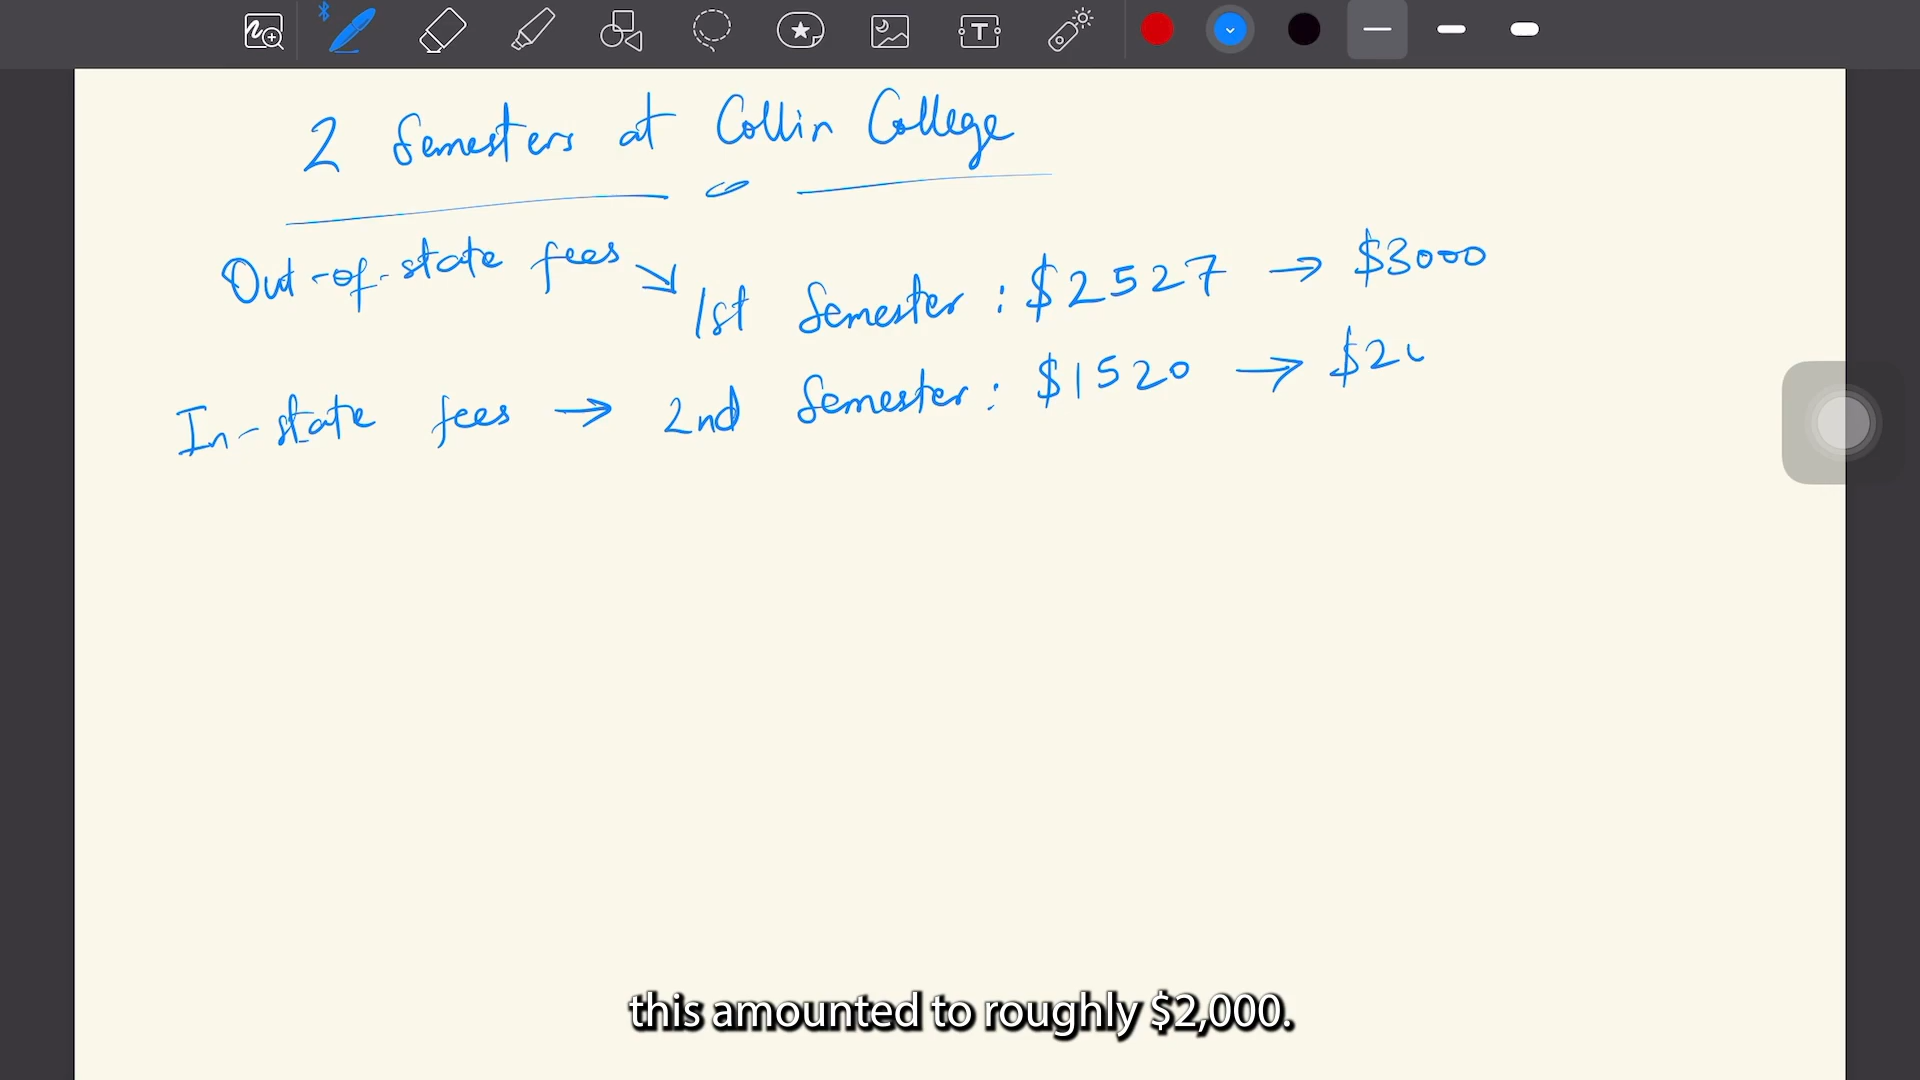 2 Semesters at Collin College
Out-of-state fees ↘ 1st Semester : $2527 → $3000
In-state fees → 2nd Semester : $1520 → $20
this amounted to roughly $2,000.